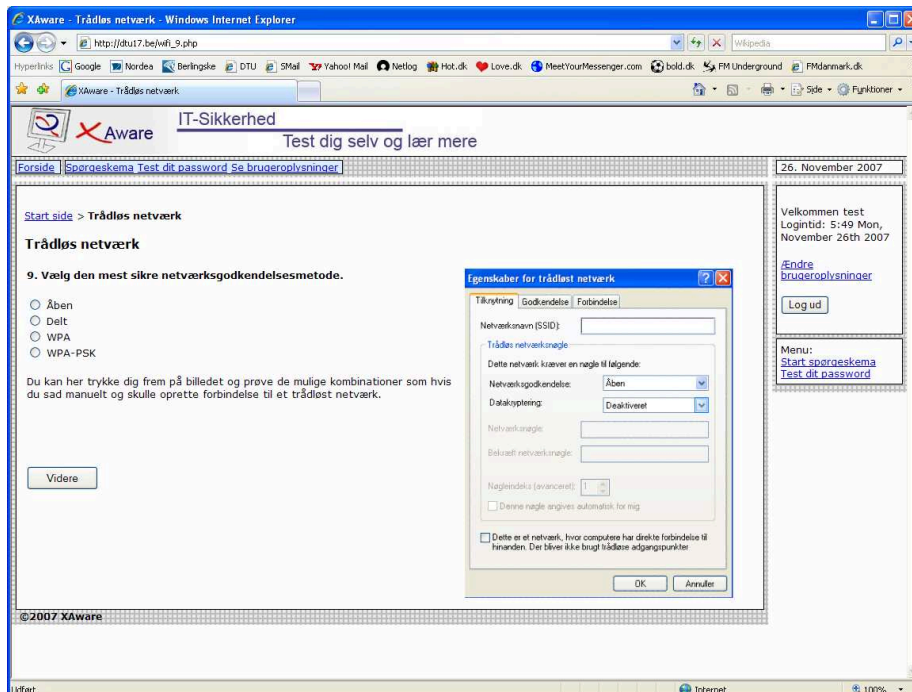 XAware - Trådløs netværk - Windows Internet Explorer
http://dtu17.be/wifi_9.php
Wikipedia
Hyperlinks Google Nordea Berlingske DTU SMail Yahoo! Mail Netlog Hot.dk Love.dk MeetYourMessenger.com bold.dk FM Underground FMdanmark.dk
XAware - Trådløs netværk
Side Funktioner
XAware
IT-Sikkerhed
Test dig selv og lær mere
Forside Spørgeskema Test dit password Se brugeroplysninger
26. November 2007
Start side > Trådløs netværk
Trådløs netværk
9. Vælg den mest sikre netværksgodkendelsesmetode.
Åben
Delt
WPA
WPA-PSK
Du kan her trykke dig frem på billedet og prøve de mulige kombinationer som hvis
du sad manuelt og skulle oprette forbindelse til et trådløst netværk.
Videre
Egenskaber for trådløst netværk
Tilknytning Godkendelse Forbindelse
Netværksnavn (SSID):
Trådløs netværksnøgle
Dette netværk kræver en nøgle til følgende:
Netværksgodkendelse: Åben
Datakryptering: Deaktiveret
Netværksnøgle:
Bekræft netværksnøgle:
Nøgleindeks (avanceret): 1
Denne nøgle angives automatisk for mig
Dette er et netværk, hvor computere har direkte forbindelse til
hinanden. Der bliver ikke brugt trådløse adgangspunkter
OK Annuller
Velkommen test
Logintid: 5:49 Mon,
November 26th 2007
Ændre
brugeroplysninger
Log ud
Menu:
Start spørgeskema
Test dit password
©2007 XAware
Udført
Internet
100%